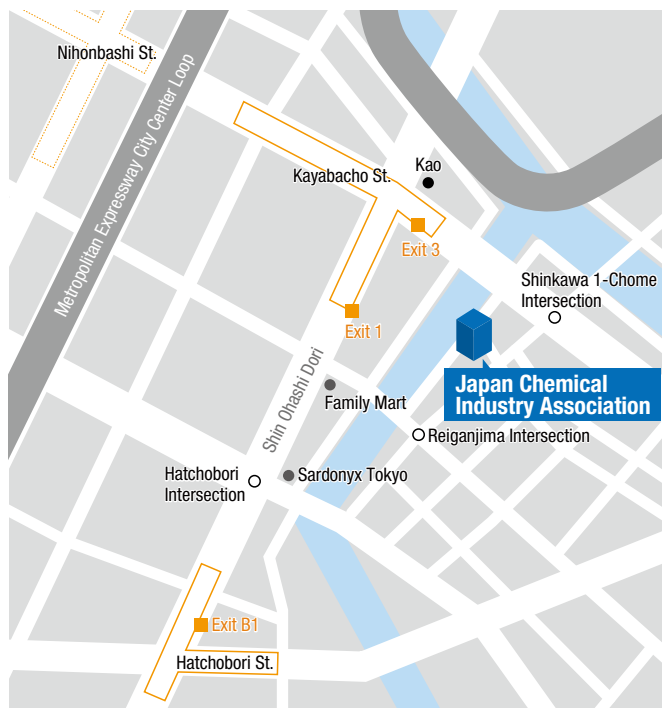 Nihonbashi St.
Metropolitan Expressway City Center Loop
Kayabacho St.
Kao
Exit 3
Shinkawa 1-Chome
Intersection
Exit 1
Japan Chemical
Industry Association
Shin Ohashi Dori
Family Mart
Reiganjima Intersection
Hatchobori
Intersection
Sardonyx Tokyo
Exit B1
Hatchobori St.